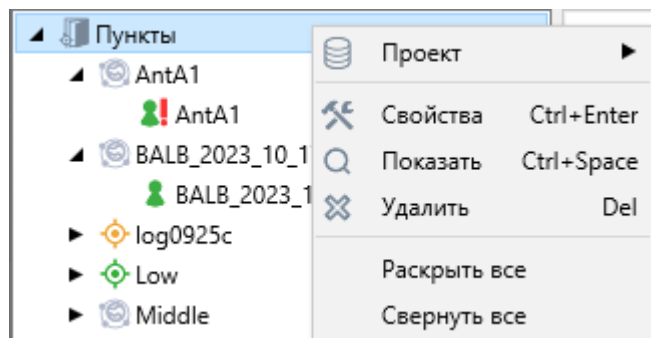 Пункты
AntA1
AntA1
BALB_2023_10_1
BALB_2023_1
log0925c
Low
Middle
Проект
Свойства Ctrl+Enter
Показать Ctrl+Space
Удалить Del
Раскрыть все
Свернуть все